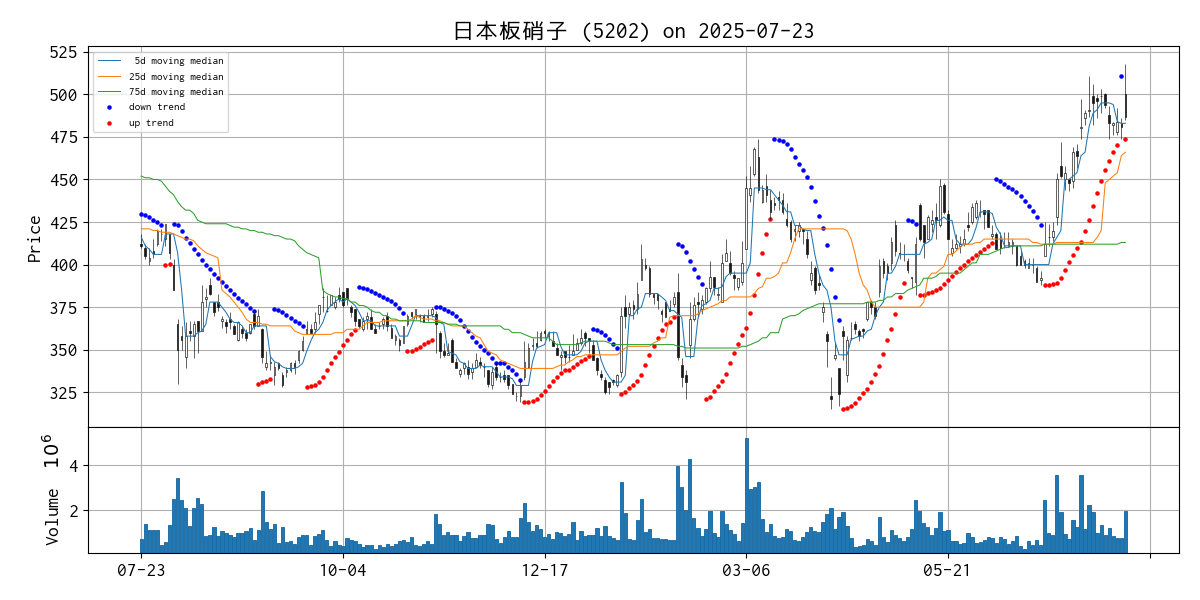 日本板硝子 (5202) on 2025-07-23
Price
525
500
475
450
425
400
375
350
325
5d moving median
25d moving median
75d moving median
down trend
up trend
Volume 10^6
4
2
07-23
10-04
12-17
03-06
05-21